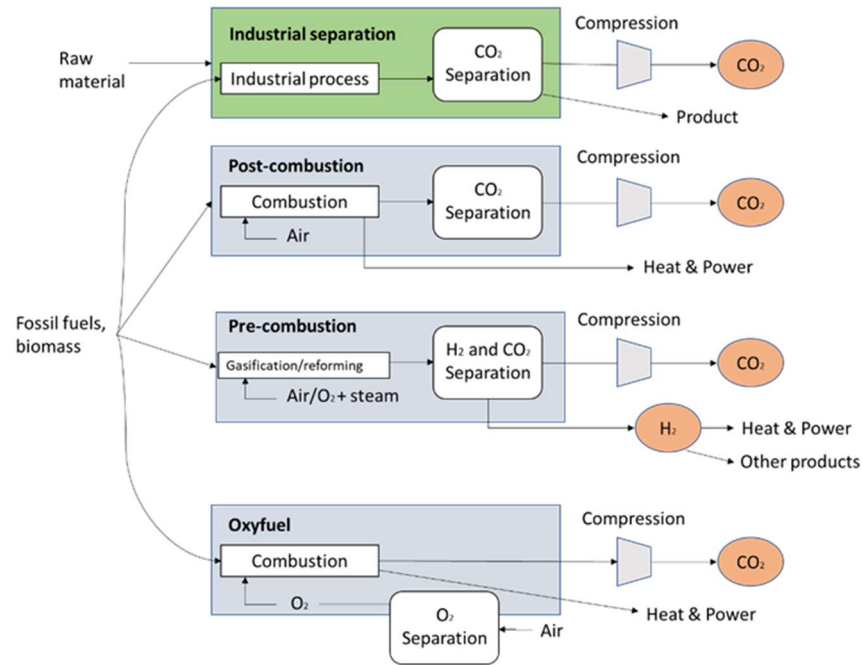 Raw
material
Industrial separation
Industrial process
CO₂
Separation
Compression
CO₂
Product
Post-combustion
Combustion
Air
CO₂
Separation
Compression
CO₂
Heat & Power
Fossil fuels,
biomass
Pre-combustion
Gasification/reforming
Air/O₂ + steam
H₂ and CO₂
Separation
Compression
CO₂
H₂
Heat & Power
Other products
Oxyfuel
Combustion
O₂
O₂
Separation
Air
Compression
CO₂
Heat & Power